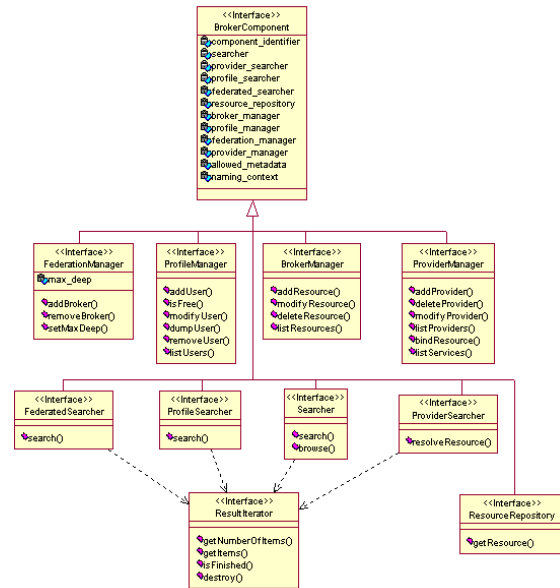 <<Interface>>
BrokerComponent
component_identifier
searcher
provider_searcher
profile_searcher
federated_searcher
resource_repository
broker_manager
profile_manager
federation_manager
provider_manager
allowed_metadata
naming_context
<<Interface>>
FederationManager
max_deep
addBroker()
removeBroker()
setMaxDeep()
<<Interface>>
ProfileManager
addUser()
isFree()
modifyUser()
dumpUser()
removeUser()
listUsers()
<<Interface>>
BrokerManager
addResource()
modifyResource()
deleteResource()
listResources()
<<Interface>>
ProviderManager
addProvider()
deleteProvider()
modifyProvider()
listProviders()
bindResource()
listServices()
<<Interface>>
FederatedSearcher
search()
<<Interface>>
ProfileSearcher
search()
<<Interface>>
Searcher
search()
browse()
<<Interface>>
ProviderSearcher
resolveResource()
<<Interface>>
ResultIterator
getNumberOfItems()
getItems()
isFinished()
destroy()
<<Interface>>
ResourceRepository
getResource()